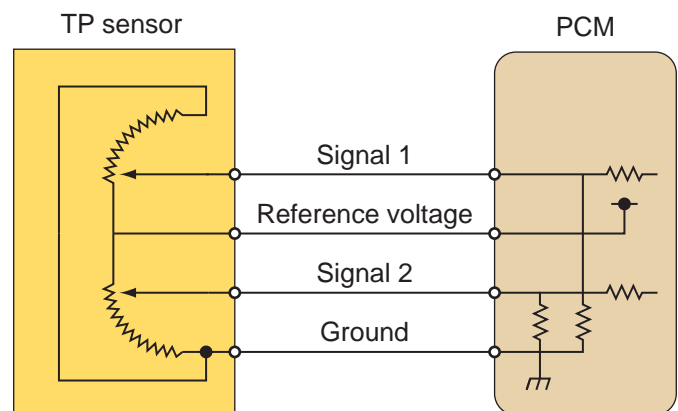 TP sensor
PCM
Signal 1
Reference voltage
Signal 2
Ground